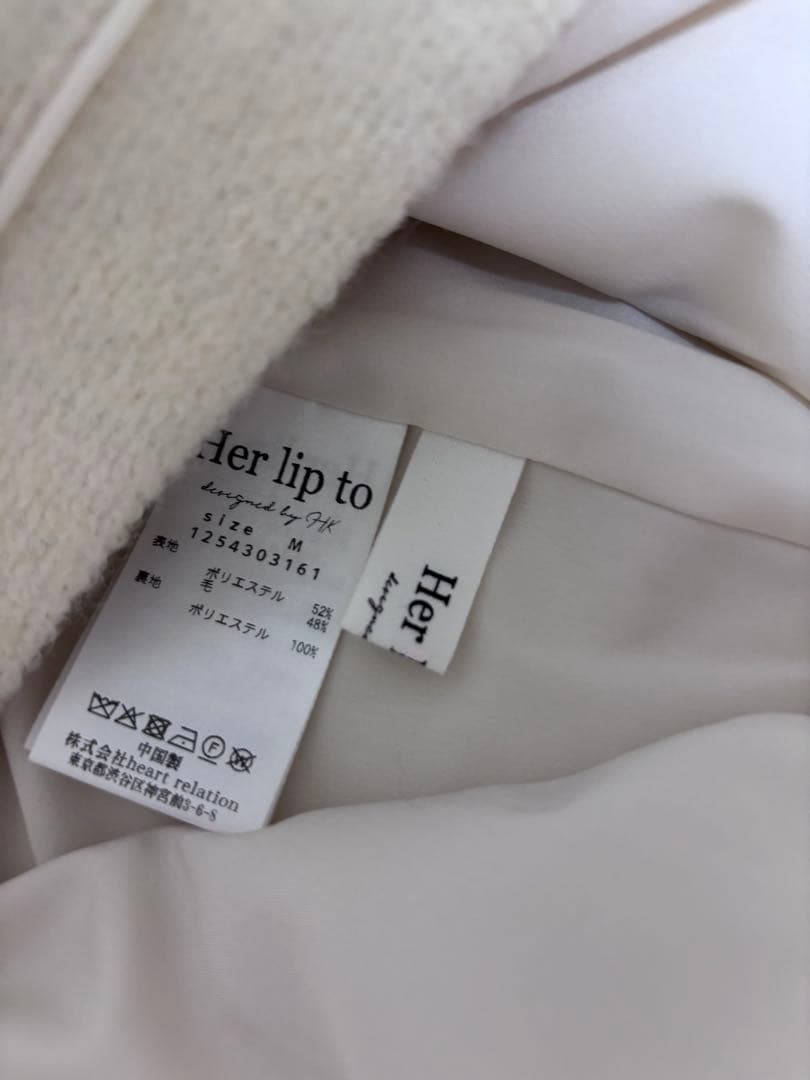 Her lip to
designed by HK
size M
1254303161
表地 ポリエステル 52%
毛 48%
裏地 ポリエステル 100%
F W
中国製
株式会社heart relation
東京都渋谷区神宮前3-6-8
Her